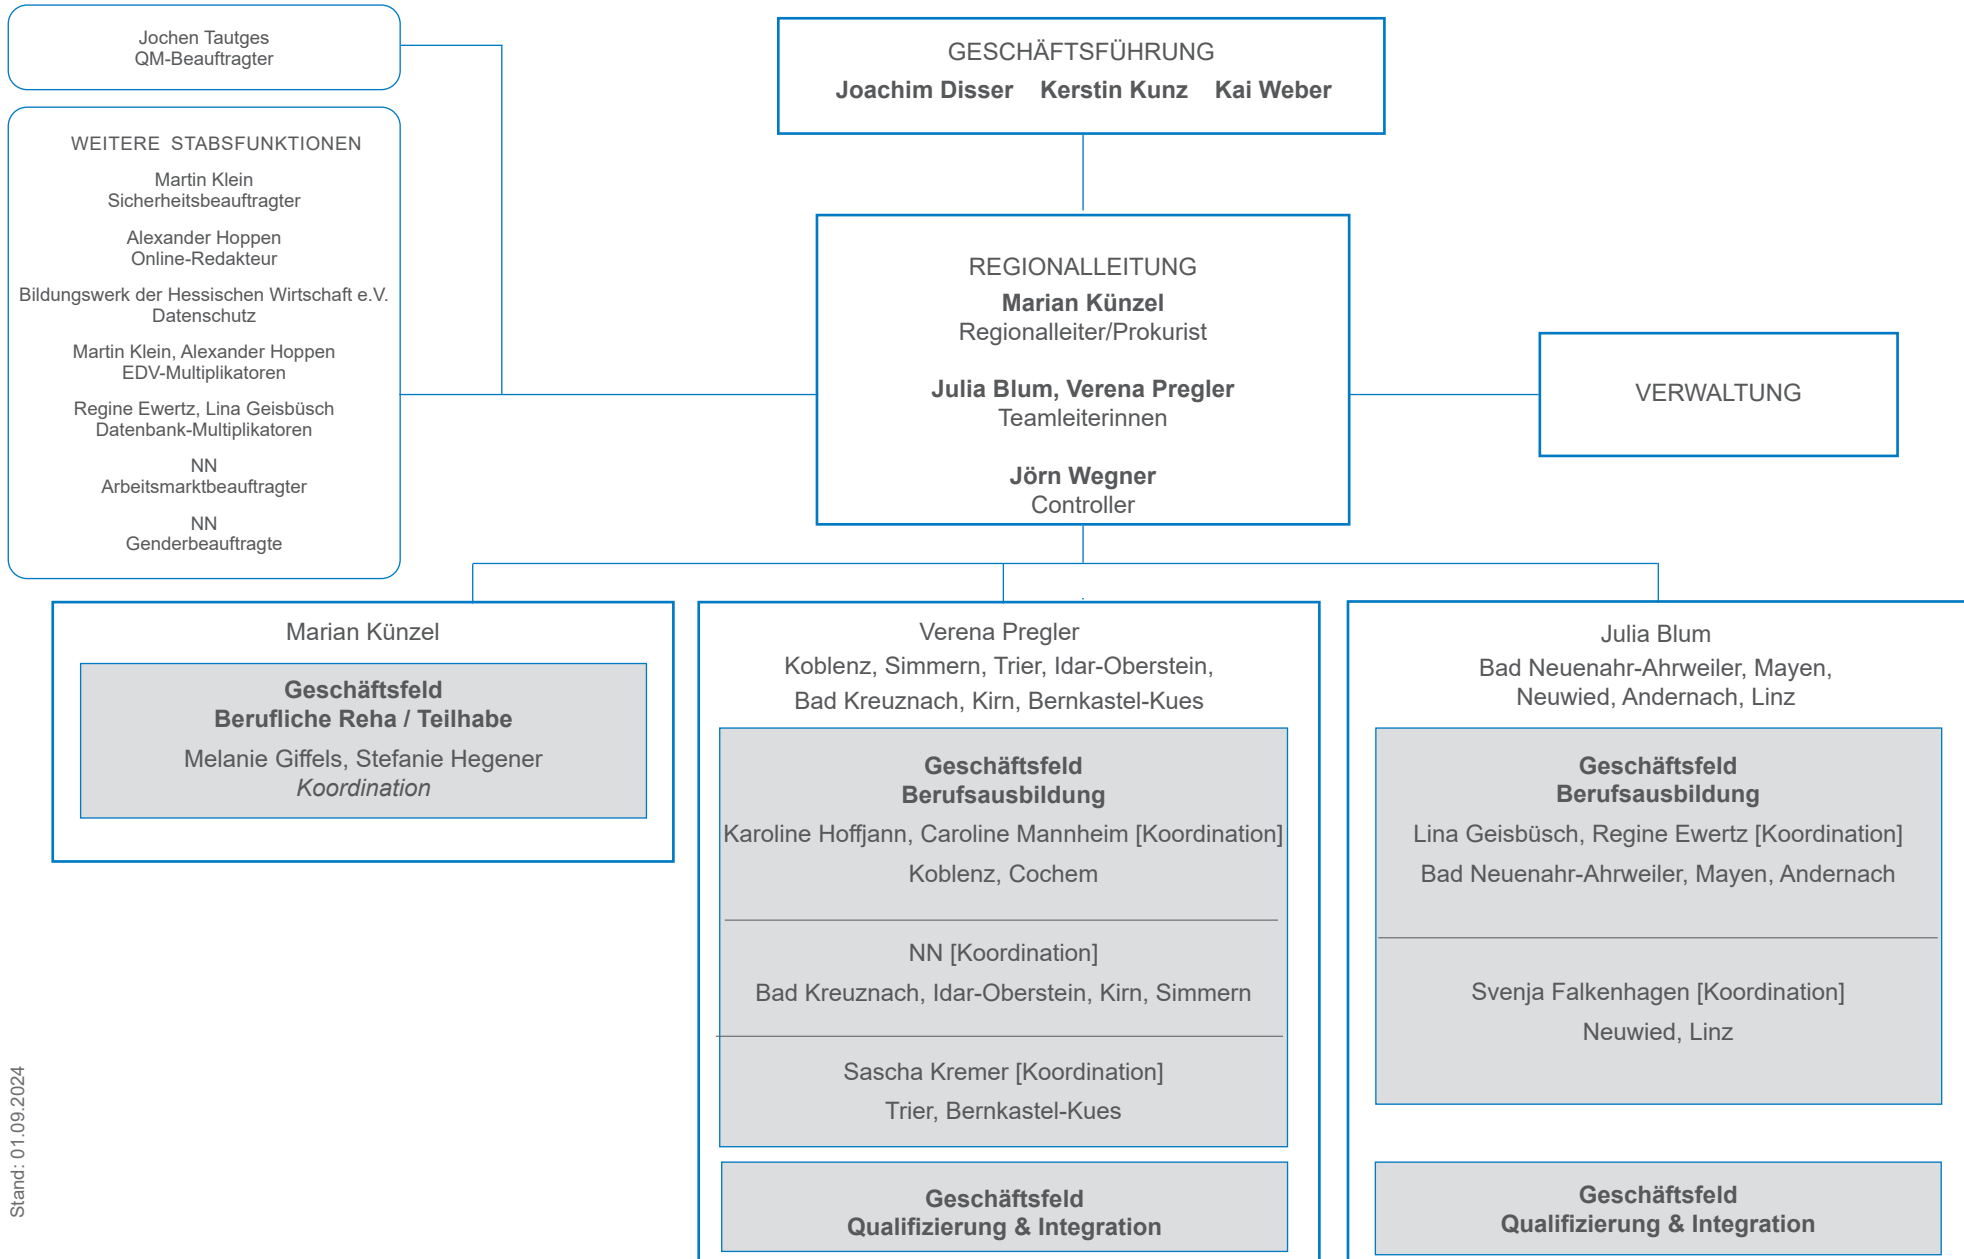 Jochen Tautges
QM-Beauftragter
WEITERE STABSFUNKTIONEN
Martin Klein
Sicherheitsbeauftragter
Alexander Hoppen
Online-Redakteur
Bildungswerk der Hessischen Wirtschaft e.V.
Datenschutz
Martin Klein, Alexander Hoppen
EDV-Multiplikatoren
Regine Ewertz, Lina Geisbüsch
Datenbank-Multiplikatoren
NN
Arbeitsmarktbeauftragter
NN
Genderbeauftragte
GESCHÄFTSFÜHRUNG
Joachim Disser Kerstin Kunz Kai Weber
REGIONALLEITUNG
Marian Künzel
Regionalleiter/Prokurist
Julia Blum, Verena Pregler
Teamleiterinnen
Jörn Wegner
Controller
VERWALTUNG
Marian Künzel
Geschäftsfeld
Berufliche Reha / Teilhabe
Melanie Giffels, Stefanie Hegener
Koordination
Verena Pregler
Koblenz, Simmern, Trier, Idar-Oberstein,
Bad Kreuznach, Kirn, Bernkastel-Kues
Geschäftsfeld
Berufsausbildung
Karoline Hoffjann, Caroline Mannheim [Koordination]
Koblenz, Cochem
NN [Koordination]
Bad Kreuznach, Idar-Oberstein, Kirn, Simmern
Sascha Kremer [Koordination]
Trier, Bernkastel-Kues
Geschäftsfeld
Qualifizierung & Integration
Julia Blum
Bad Neuenahr-Ahrweiler, Mayen,
Neuwied, Andernach, Linz
Geschäftsfeld
Berufsausbildung
Lina Geisbüsch, Regine Ewertz [Koordination]
Bad Neuenahr-Ahrweiler, Mayen, Andernach
Svenja Falkenhagen [Koordination]
Neuwied, Linz
Geschäftsfeld
Qualifizierung & Integration
Stand: 01.09.2024